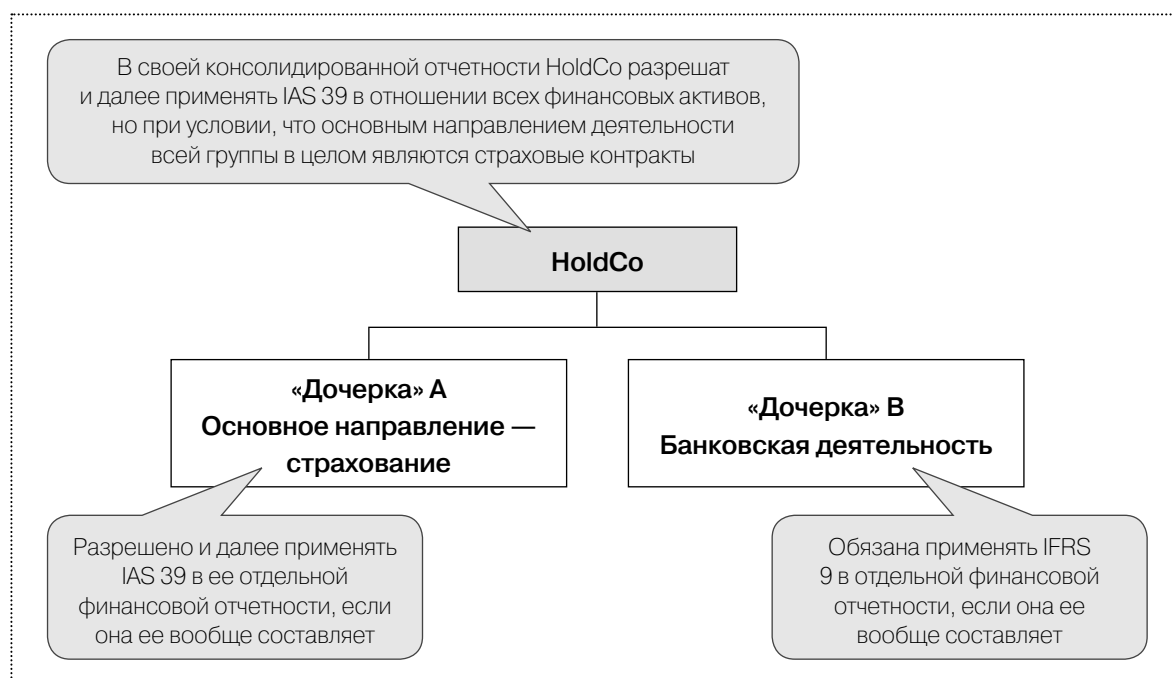 В своей консолидированной отчетности HoldCo разрешат
и далее применять IAS 39 в отношении всех финансовых активов,
но при условии, что основным направлением деятельности
всей группы в целом являются страховые контракты
HoldCo
«Дочерка» А
Основное направление —
страхование
«Дочерка» В
Банковская деятельность
Разрешено и далее применять
IAS 39 в ее отдельной
финансовой отчетности, если
она ее вообще составляет
Обязана применять IFRS
9 в отдельной финансовой
отчетности, если она ее
вообще составляет